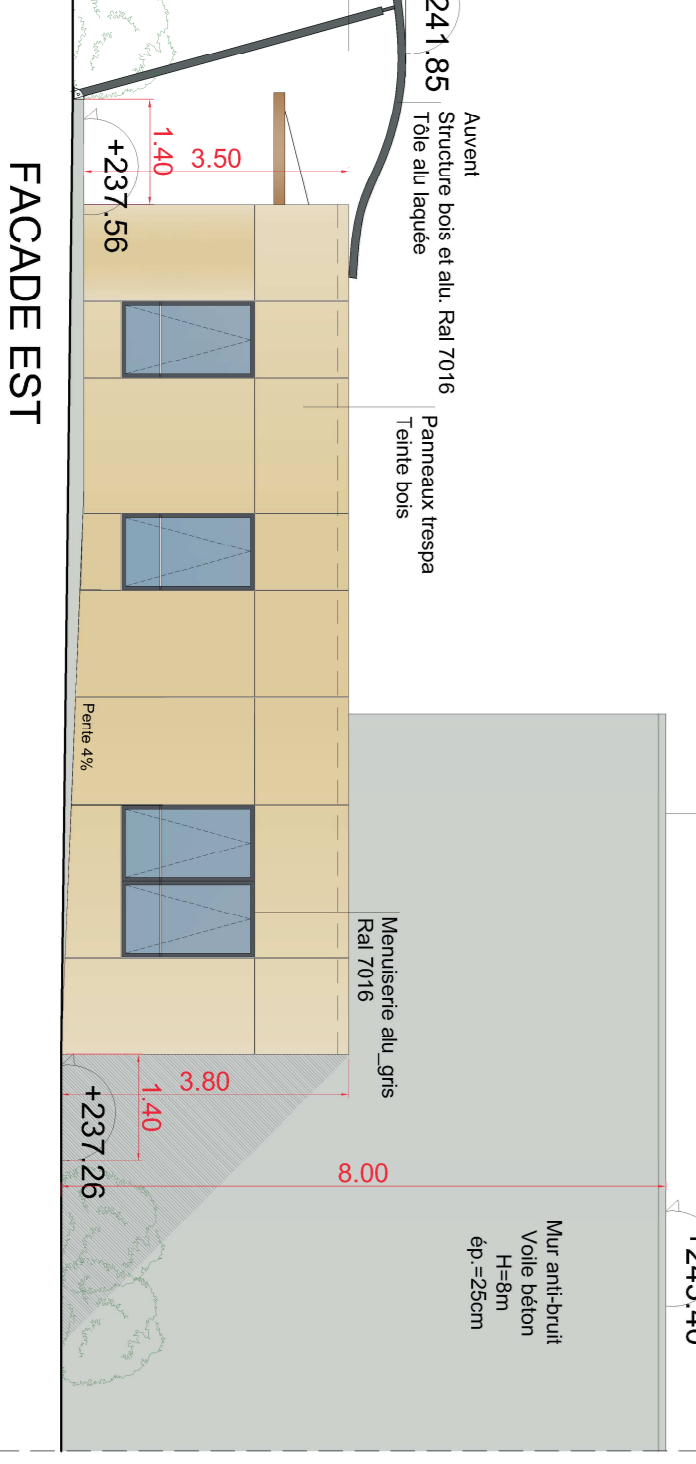 241.85
Auvent
Structure bois et alu. Ral 7016
Tôle alu laquée
Panneaux trespa
Teinte bois
Menuiserie alu_gris
Ral 7016
Mur anti-bruit
Voile béton
H=8m
ép.=25cm
3.50
1.40
+237.56
Pente 4%
3.80
1.40
+237.26
8.00
FACADE EST